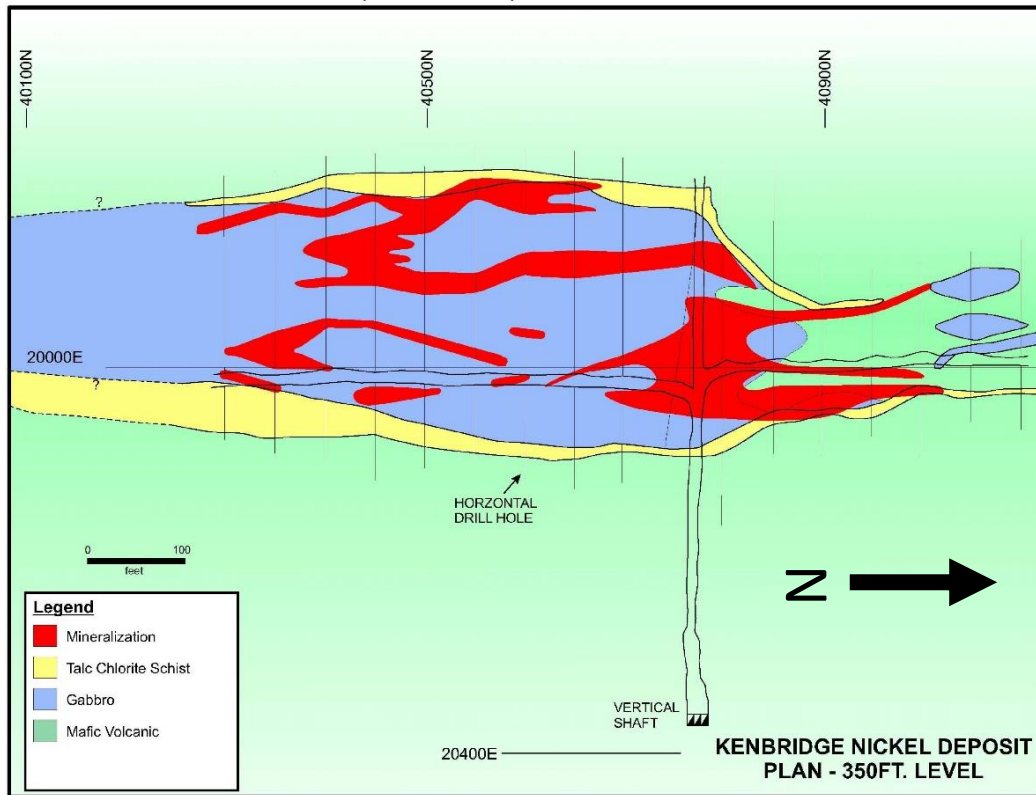 40100N
40500N
40900N
?
20000E
?
HORZONTAL
DRILL HOLE
0 100
feet
N
Legend
Mineralization
Talc Chlorite Schist
Gabbro
Mafic Volcanic
VERTICAL
SHAFT
20400E
KENBRIDGE NICKEL DEPOSIT
PLAN - 350FT. LEVEL